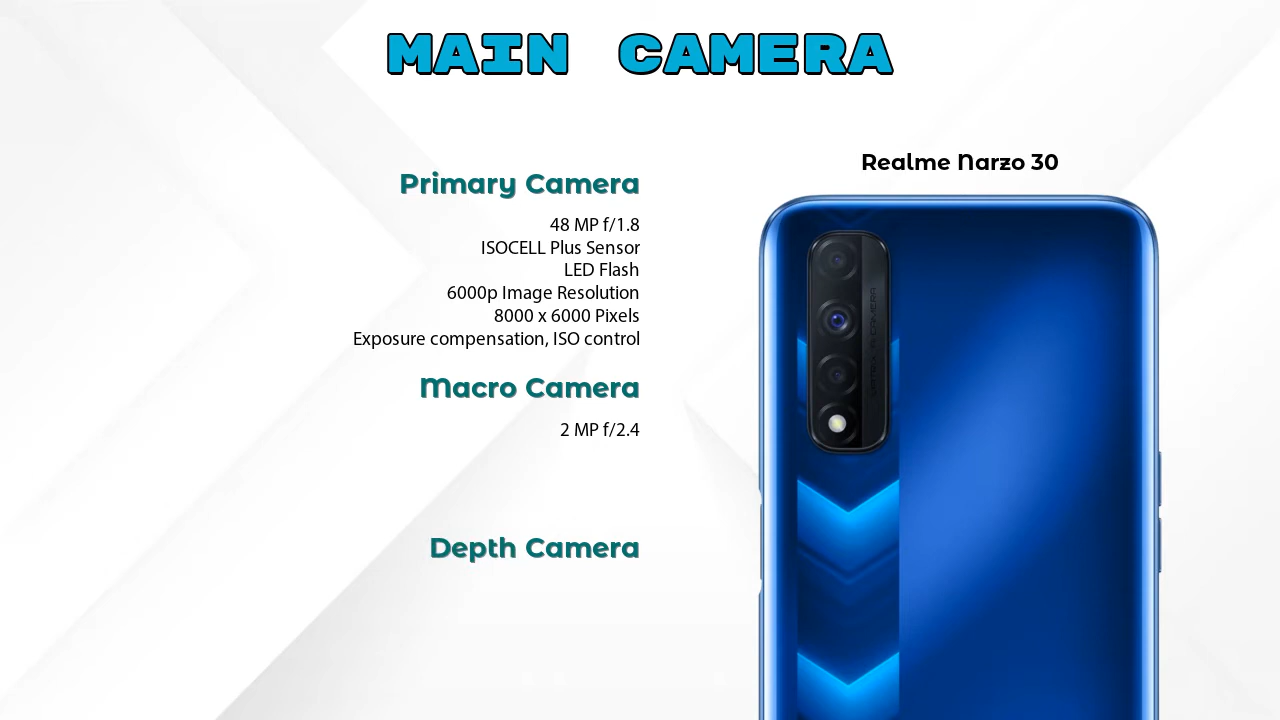 MAIN CAMERA
Realme Narzo 30
Primary Camera
48 MP f/1.8
ISOCELL Plus Sensor
LED Flash
6000p Image Resolution
8000 x 6000 Pixels
Exposure compensation, ISO control
Macro Camera
2 MP f/2.4
Depth Camera